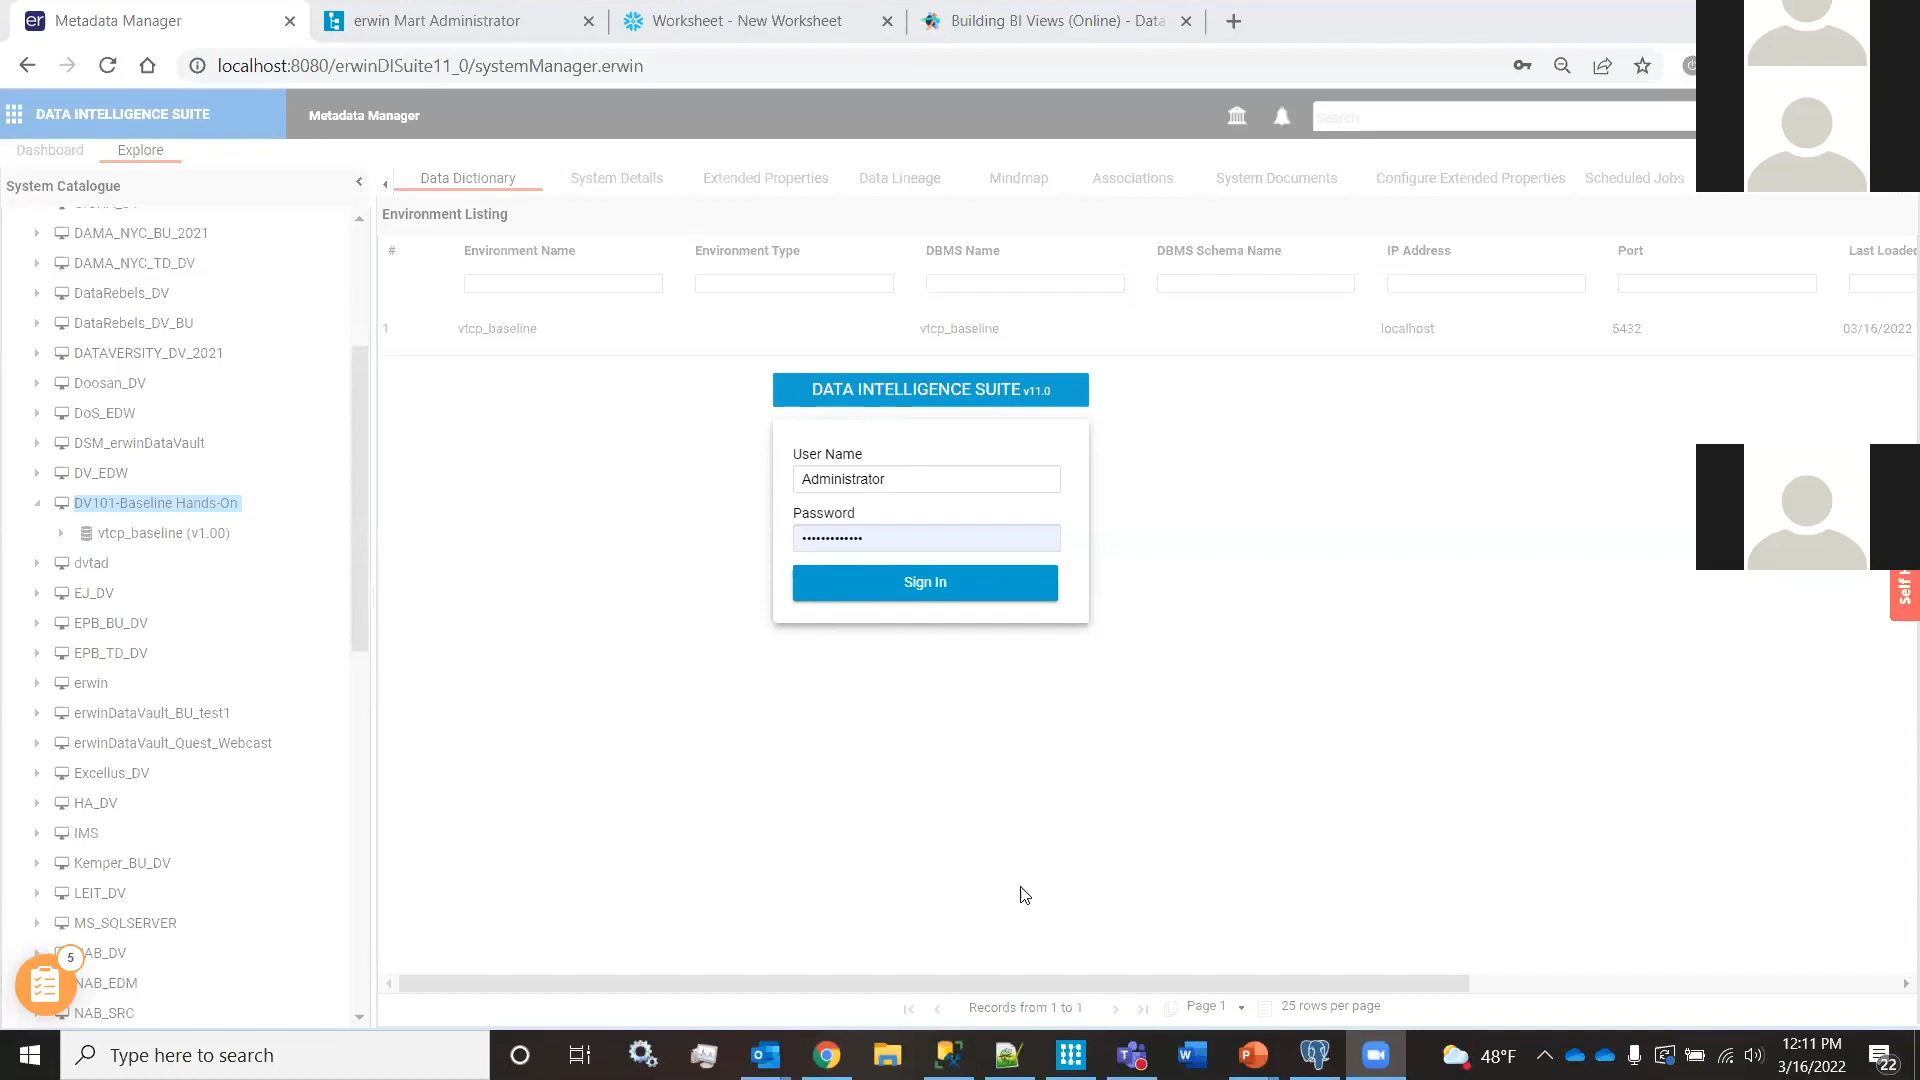 Metadata Manager
erwin Mart Administrator
Worksheet - New Worksheet
Building BI Views (Online) - Data
localhost:8080/erwinDISuite11_0/systemManager.erwin
DATA INTELLIGENCE SUITE
Metadata Manager
Search
Dashboard
Explore
System Catalogue
Data Dictionary
System Details
Extended Properties
Data Lineage
Mindmap
Associations
System Documents
Configure Extended Properties
Scheduled Jobs
Environment Listing
# Environment Name Environment Type DBMS Name DBMS Schema Name IP Address Port Last Loaded
1 vtcp_baseline vtcp_baseline localhost 5432 03/16/2022
DAMA_NYC_BU_2021
DAMA_NYC_TD_DV
DataRebels_DV
DataRebels_DV_BU
DATAVERSITY_DV_2021
Doosan_DV
DoS_EDW
DSM_erwinDataVault
DV_EDW
DV101-Baseline Hands-On
vtcp_baseline (v1.00)
dvtad
EJ_DV
EPB_BU_DV
EPB_TD_DV
erwin
erwinDataVault_BU_test1
erwinDataVault_Quest_Webcast
Excellus_DV
HA_DV
IMS
Kemper_BU_DV
LEIT_DV
MS_SQLSERVER
AB_DV
NAB_EDM
NAB_SRC
5
DATA INTELLIGENCE SUITE v11.0
User Name
Administrator
Password
•••••••••••••
Sign In
Self H
Records from 1 to 1
Page 1
25 rows per page
Type here to search
48°F
12:11 PM
3/16/2022
22